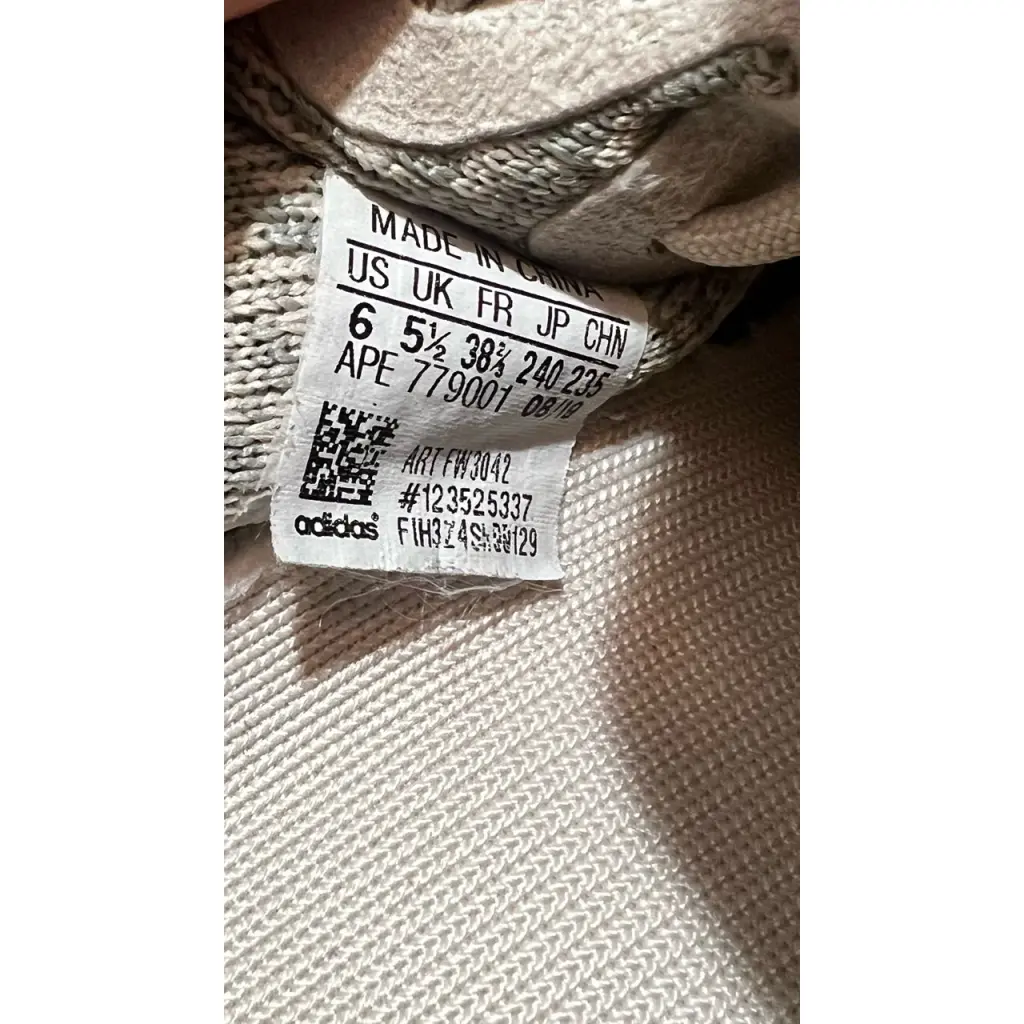 MADE IN CHINA
US UK FR JP CHN
6 5½ 38⅔ 240 235
APE 779001 08/19
ART FW3042
#123525337
adidas®